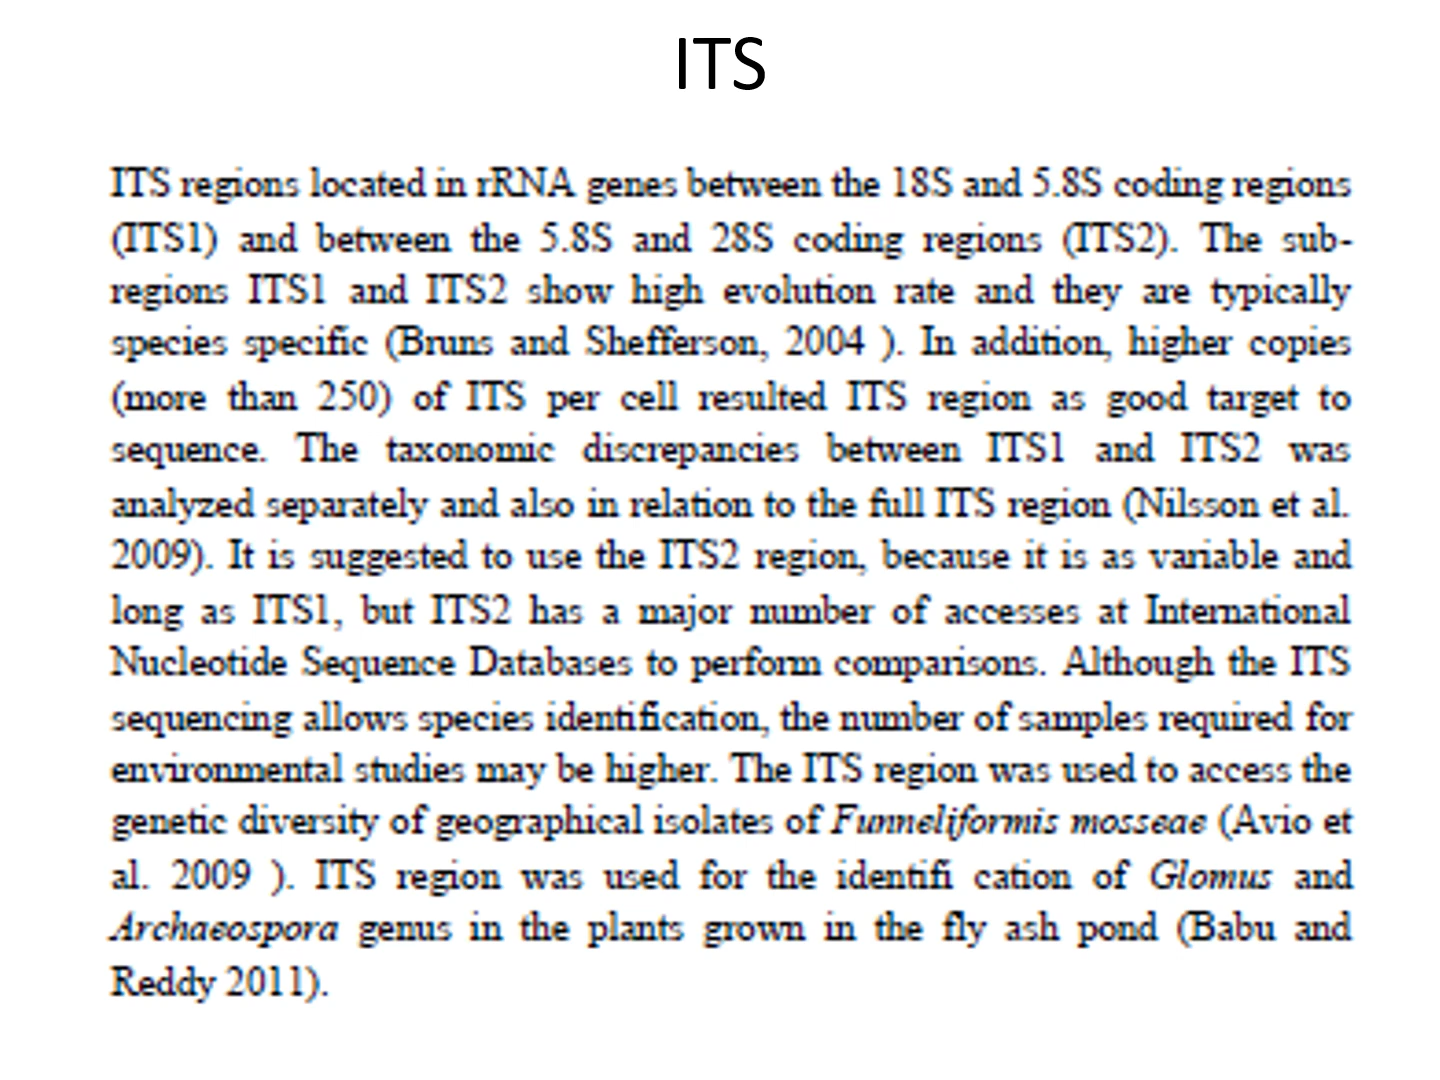 ITS
ITS regions located in rRNA genes between the 18S and 5.8S coding regions
(ITS1) and between the 5.8S and 28S coding regions (ITS2). The sub-
regions ITS1 and ITS2 show high evolution rate and they are typically
species specific (Bruns and Shefferson, 2004 ). In addition, higher copies
(more than 250) of ITS per cell resulted ITS region as good target to
sequence. The taxonomic discrepancies between ITS1 and ITS2 was
analyzed separately and also in relation to the full ITS region (Nilsson et al.
2009). It is suggested to use the ITS2 region, because it is as variable and
long as ITS1, but ITS2 has a major number of accesses at International
Nucleotide Sequence Databases to perform comparisons. Although the ITS
sequencing allows species identification, the number of samples required for
environmental studies may be higher. The ITS region was used to access the
genetic diversity of geographical isolates of Funneliformis mosseae (Avio et
al. 2009 ). ITS region was used for the identifi cation of Glomus and
Archaeospora genus in the plants grown in the fly ash pond (Babu and
Reddy 2011).